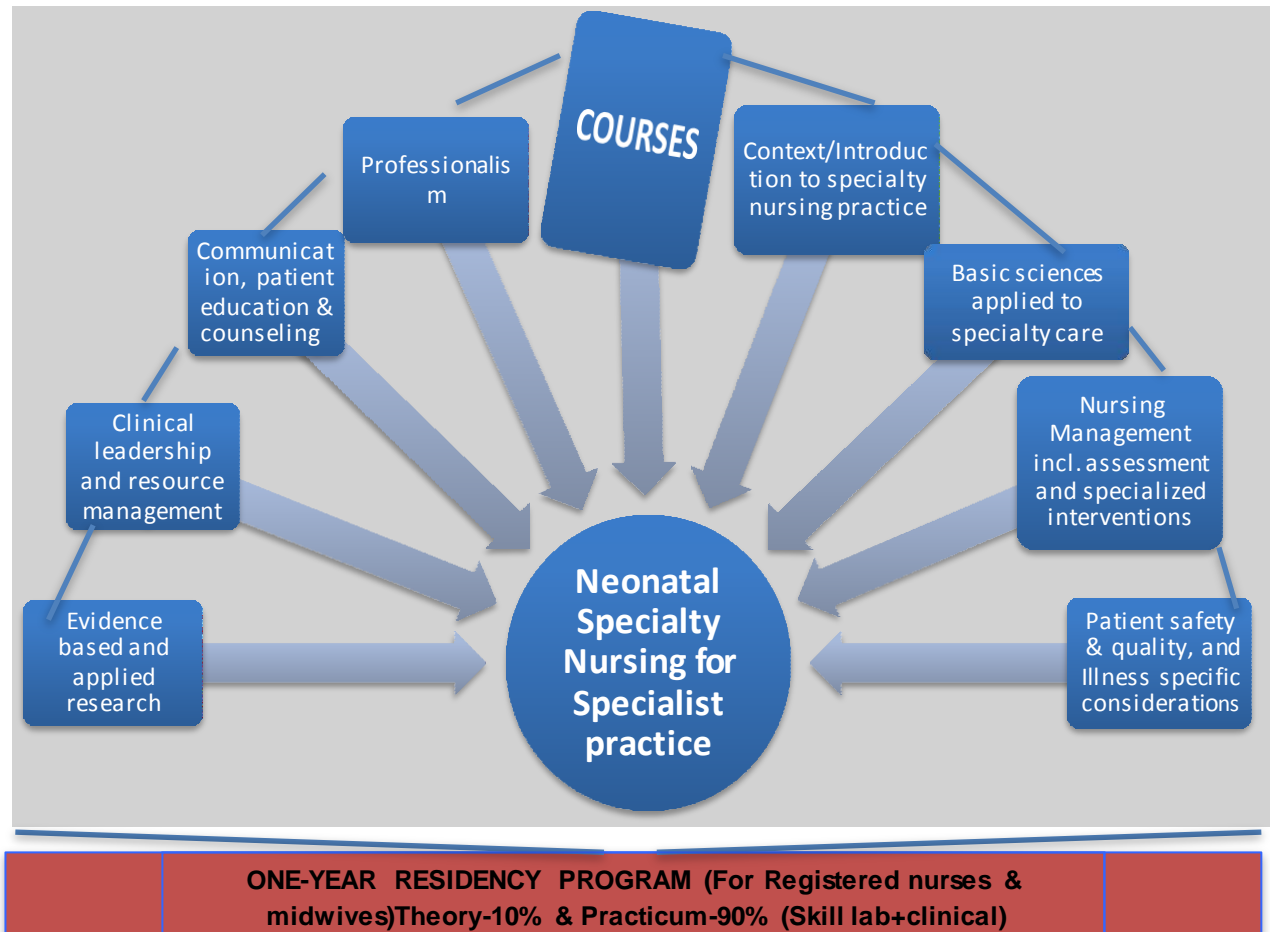 COURSES
Professionalis
m
Context/Introduc
tion to specialty
nursing practice
Communicat
ion, patient
education &
counseling
Basic sciences
applied to
specialty care
Clinical
leadership
and resource
management
Nursing
Management
incl. assessment
and specialized
interventions
Evidence
based and
applied
research
Neonatal
Specialty
Nursing for
Specialist
practice
Patient safety
& quality, and
Illness specific
considerations
ONE-YEAR RESIDENCY PROGRAM (For Registered nurses &
midwives)Theory-10% & Practicum-90% (Skill lab+clinical)